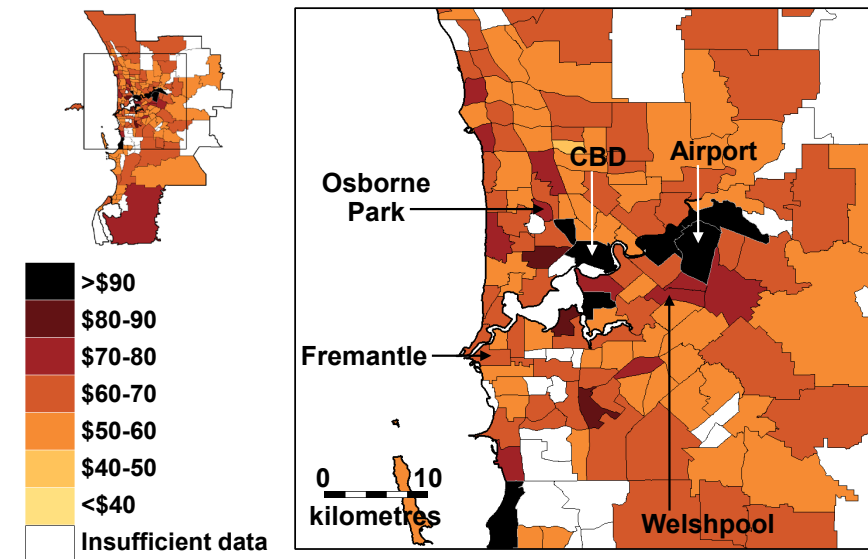 CBD
Airport
Osborne
Park
Fremantle
Welshpool
0 10
kilometres
>$90
$80-90
$70-80
$60-70
$50-60
$40-50
<$40
Insufficient data